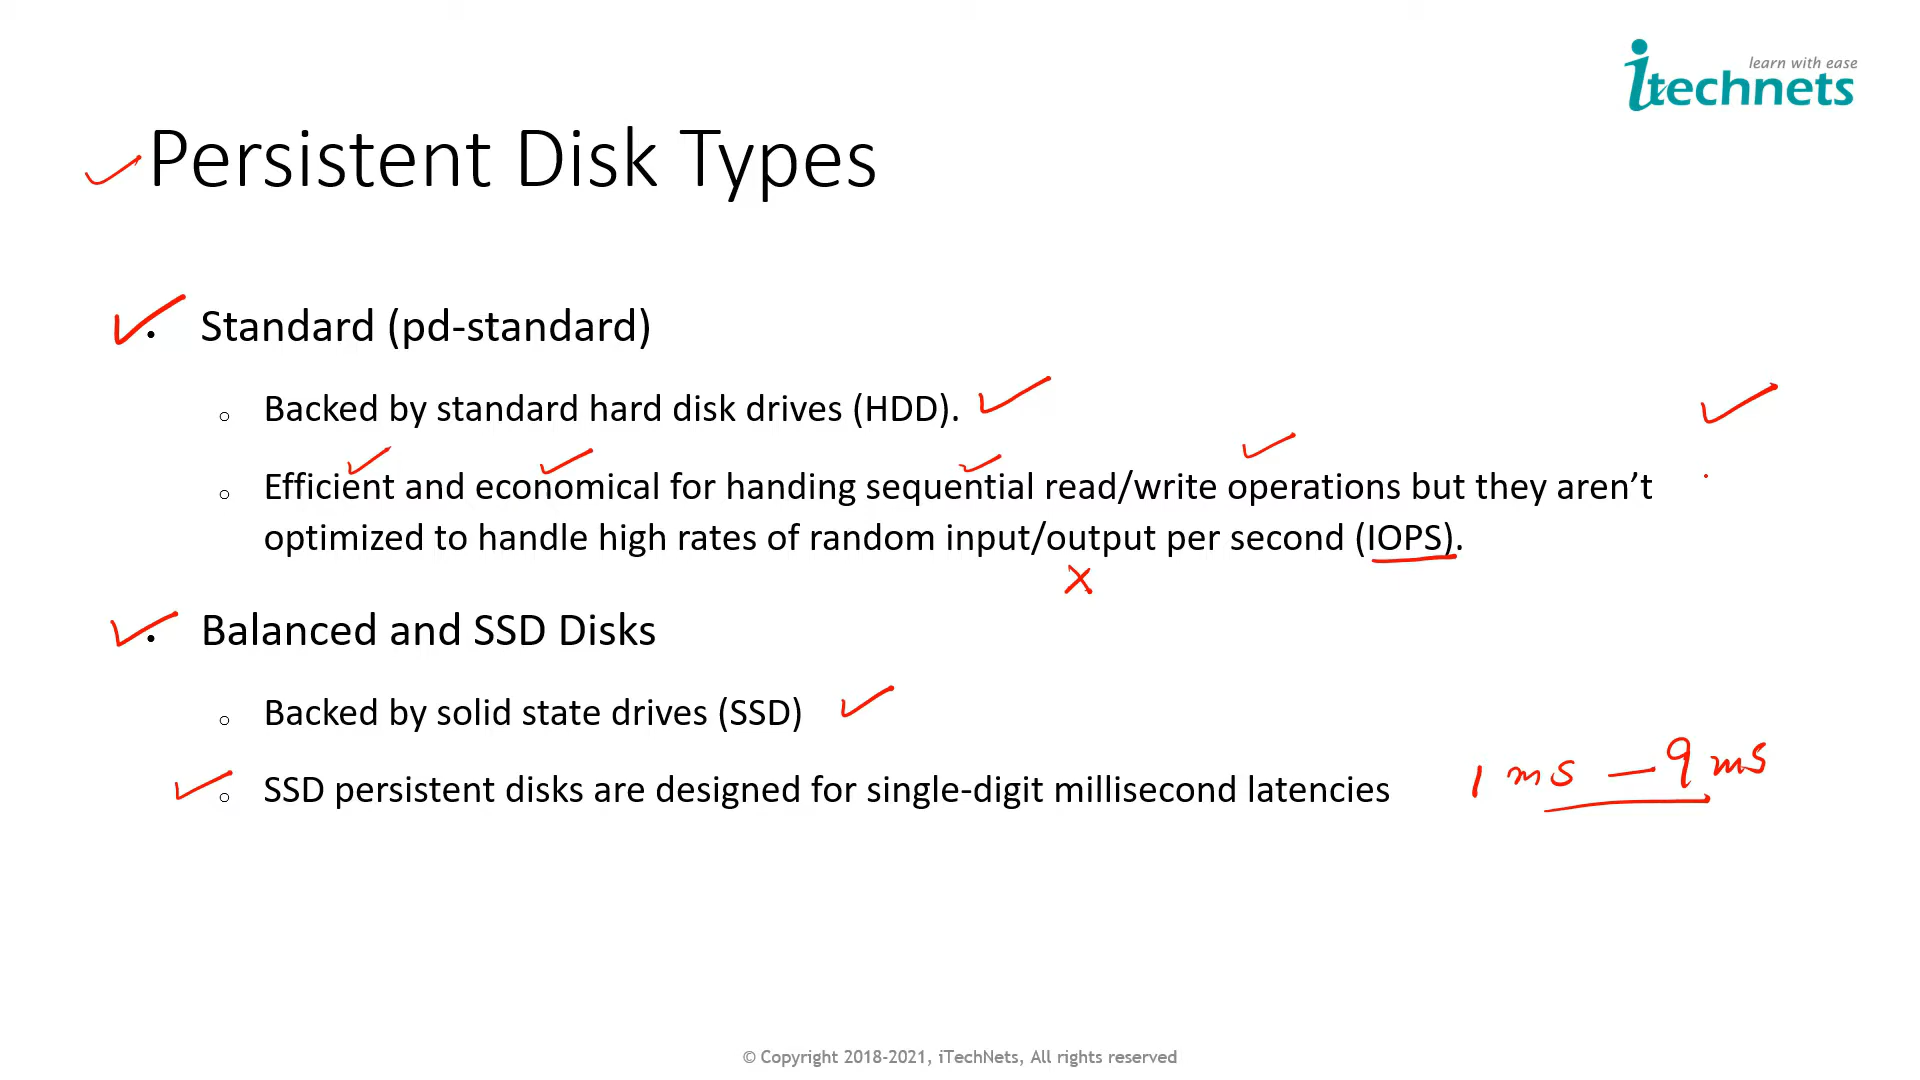 learn with ease
itechnets
Persistent Disk Types
• Standard (pd-standard)
○ Backed by standard hard disk drives (HDD).
○ Efficient and economical for handing sequential read/write operations but they aren’t
optimized to handle high rates of random input/output per second (IOPS).
• Balanced and SSD Disks
○ Backed by solid state drives (SSD)
○ SSD persistent disks are designed for single-digit millisecond latencies
1 ms – 9 ms
© Copyright 2018-2021, iTechNets, All rights reserved